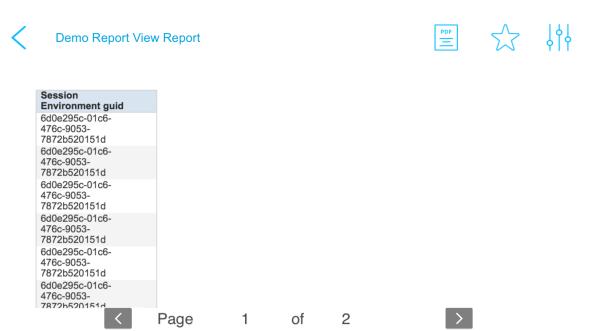 Demo Report View Report
PDF
Session
Environment guid
6d0e295c-01c6-
476c-9053-
7872b520151d
6d0e295c-01c6-
476c-9053-
7872b520151d
6d0e295c-01c6-
476c-9053-
7872b520151d
6d0e295c-01c6-
476c-9053-
7872b520151d
6d0e295c-01c6-
476c-9053-
7872b520151d
6d0e295c-01c6-
476c-9053-
7872b520151d
Page 1 of 2